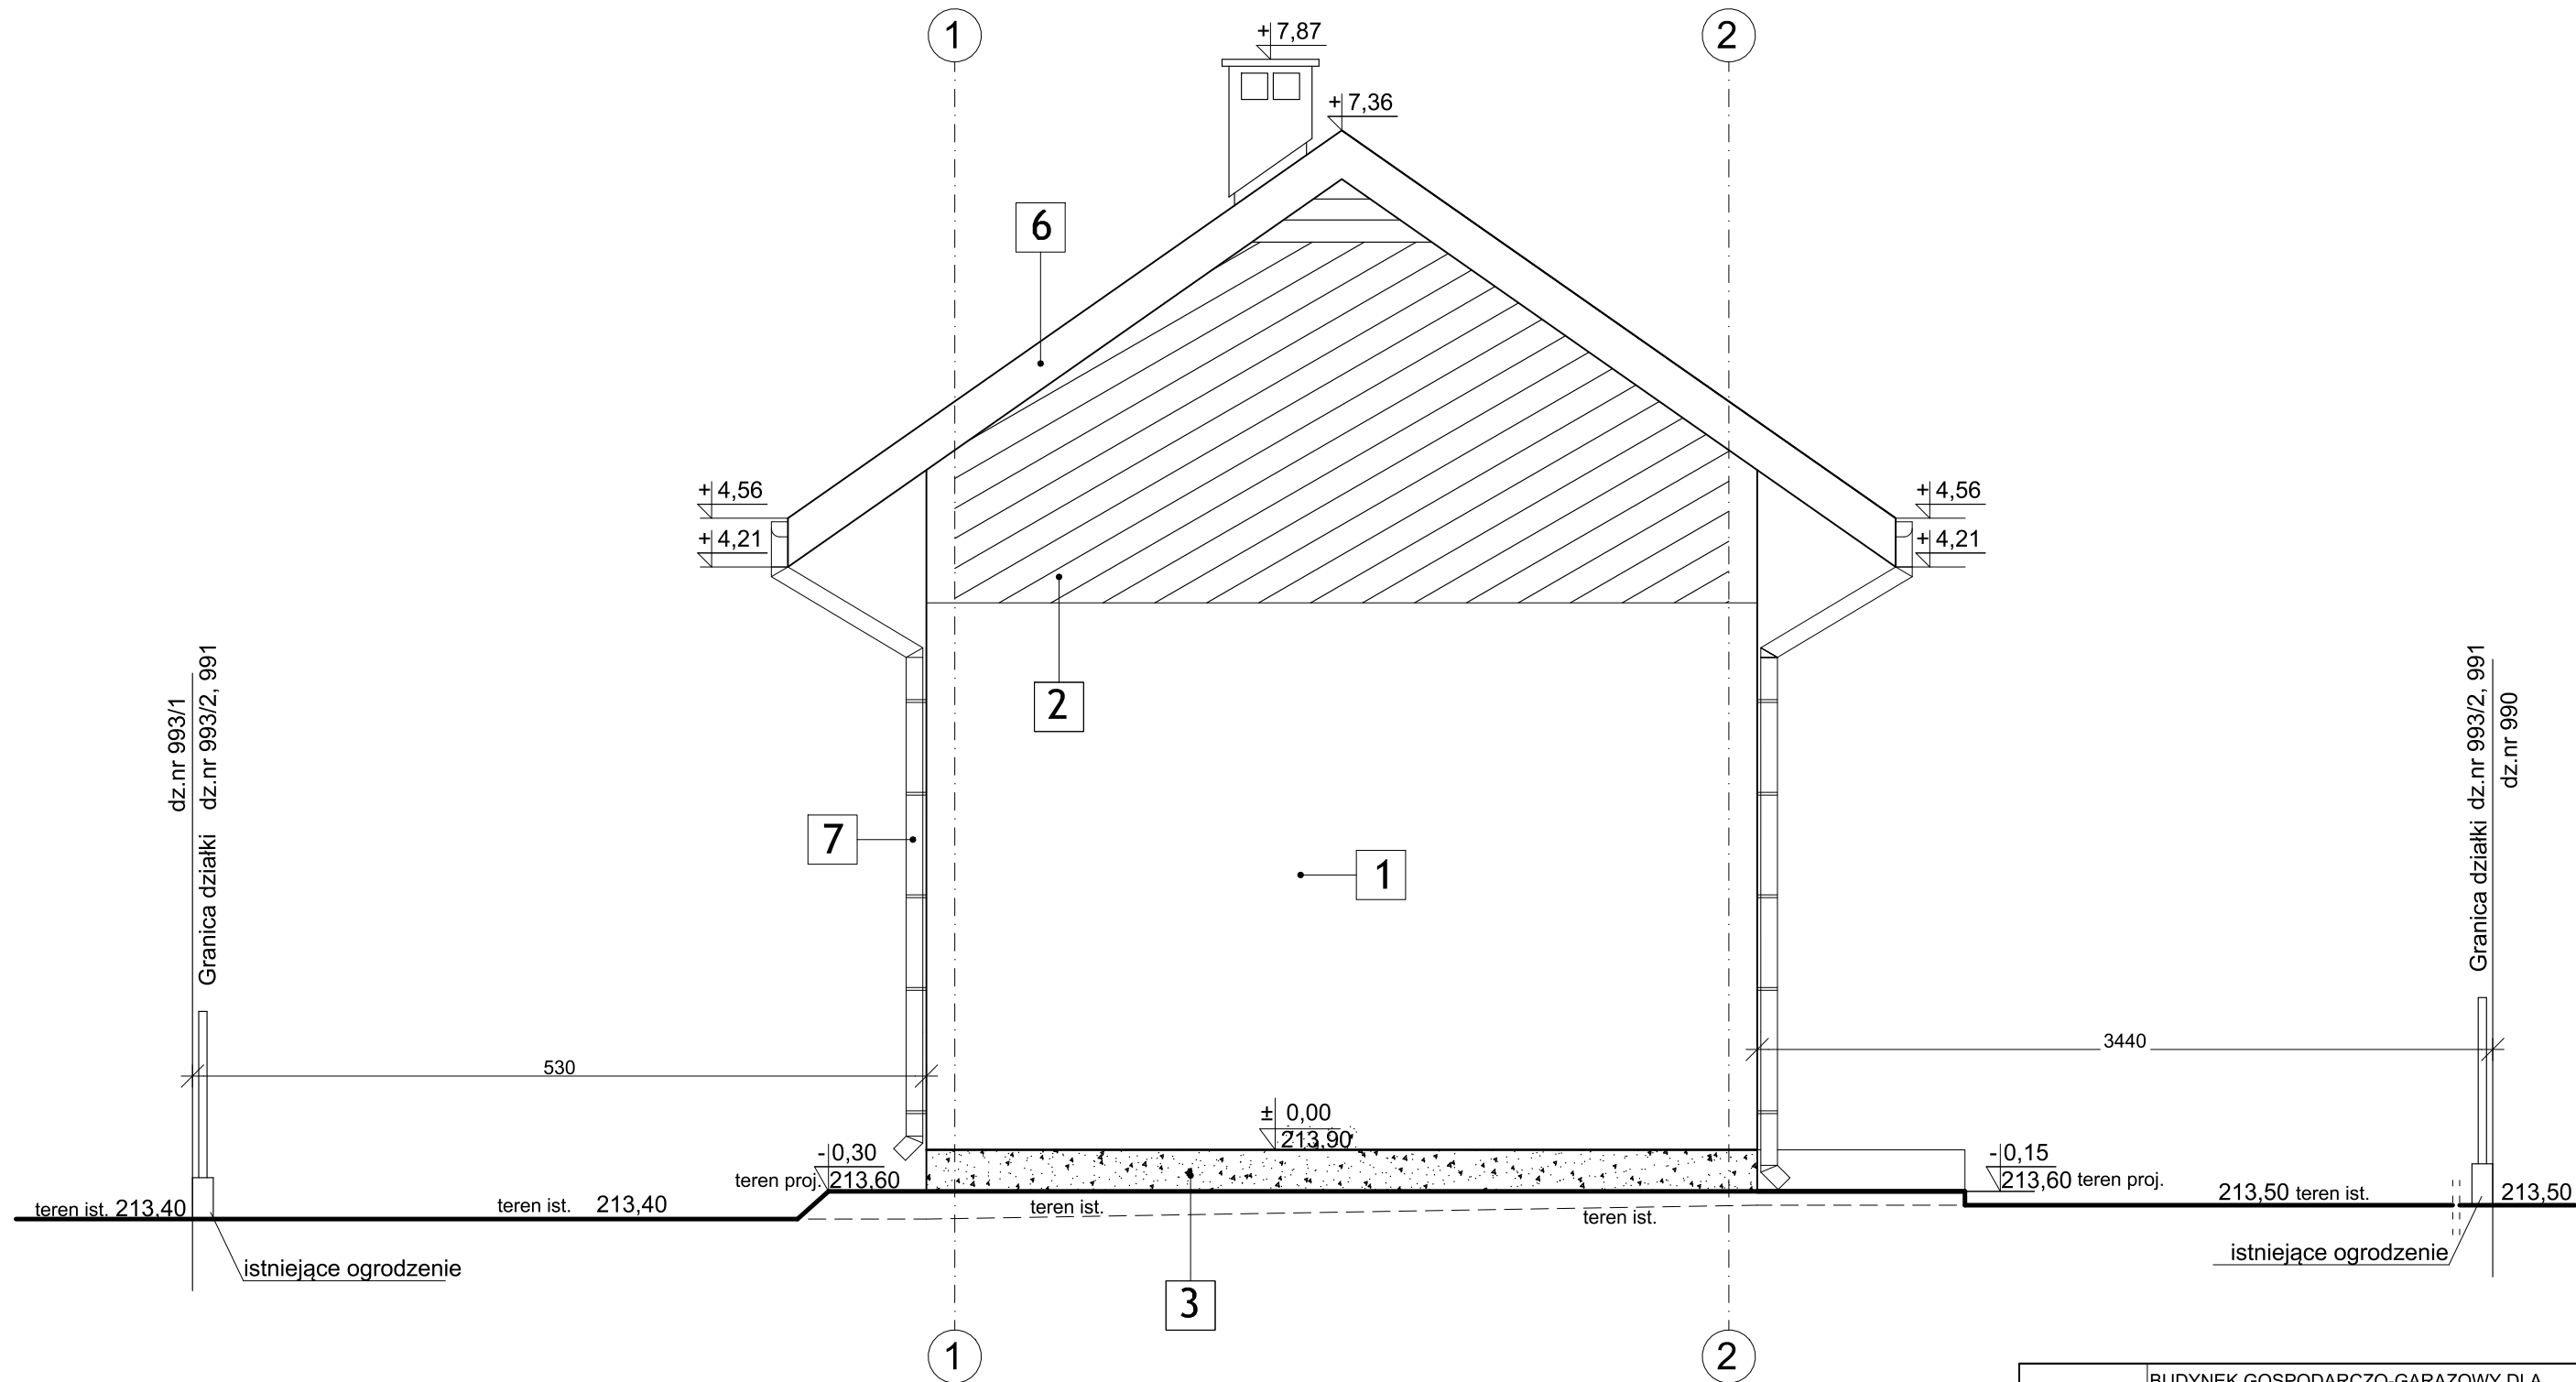 1
2
+ 7,87
+ 7,36
6
+ 4,56
+ 4,21
+ 4,56
+ 4,21
2
dz.nr 993/1
Granica działki dz.nr 993/2, 991
Granica działki dz.nr 993/2, 991
dz.nr 990
7
1
530
3440
± 0,00
213,90
- 0,30
teren proj. 213,60
- 0,15
213,60 teren proj.
teren ist. 213,40
teren ist. 213,40
teren ist.
teren ist.
213,50 teren ist.
213,50
istniejące ogrodzenie
istniejące ogrodzenie
3
1
2
BUDYNEK GOSPODARCZO-GARAZOWY DLA